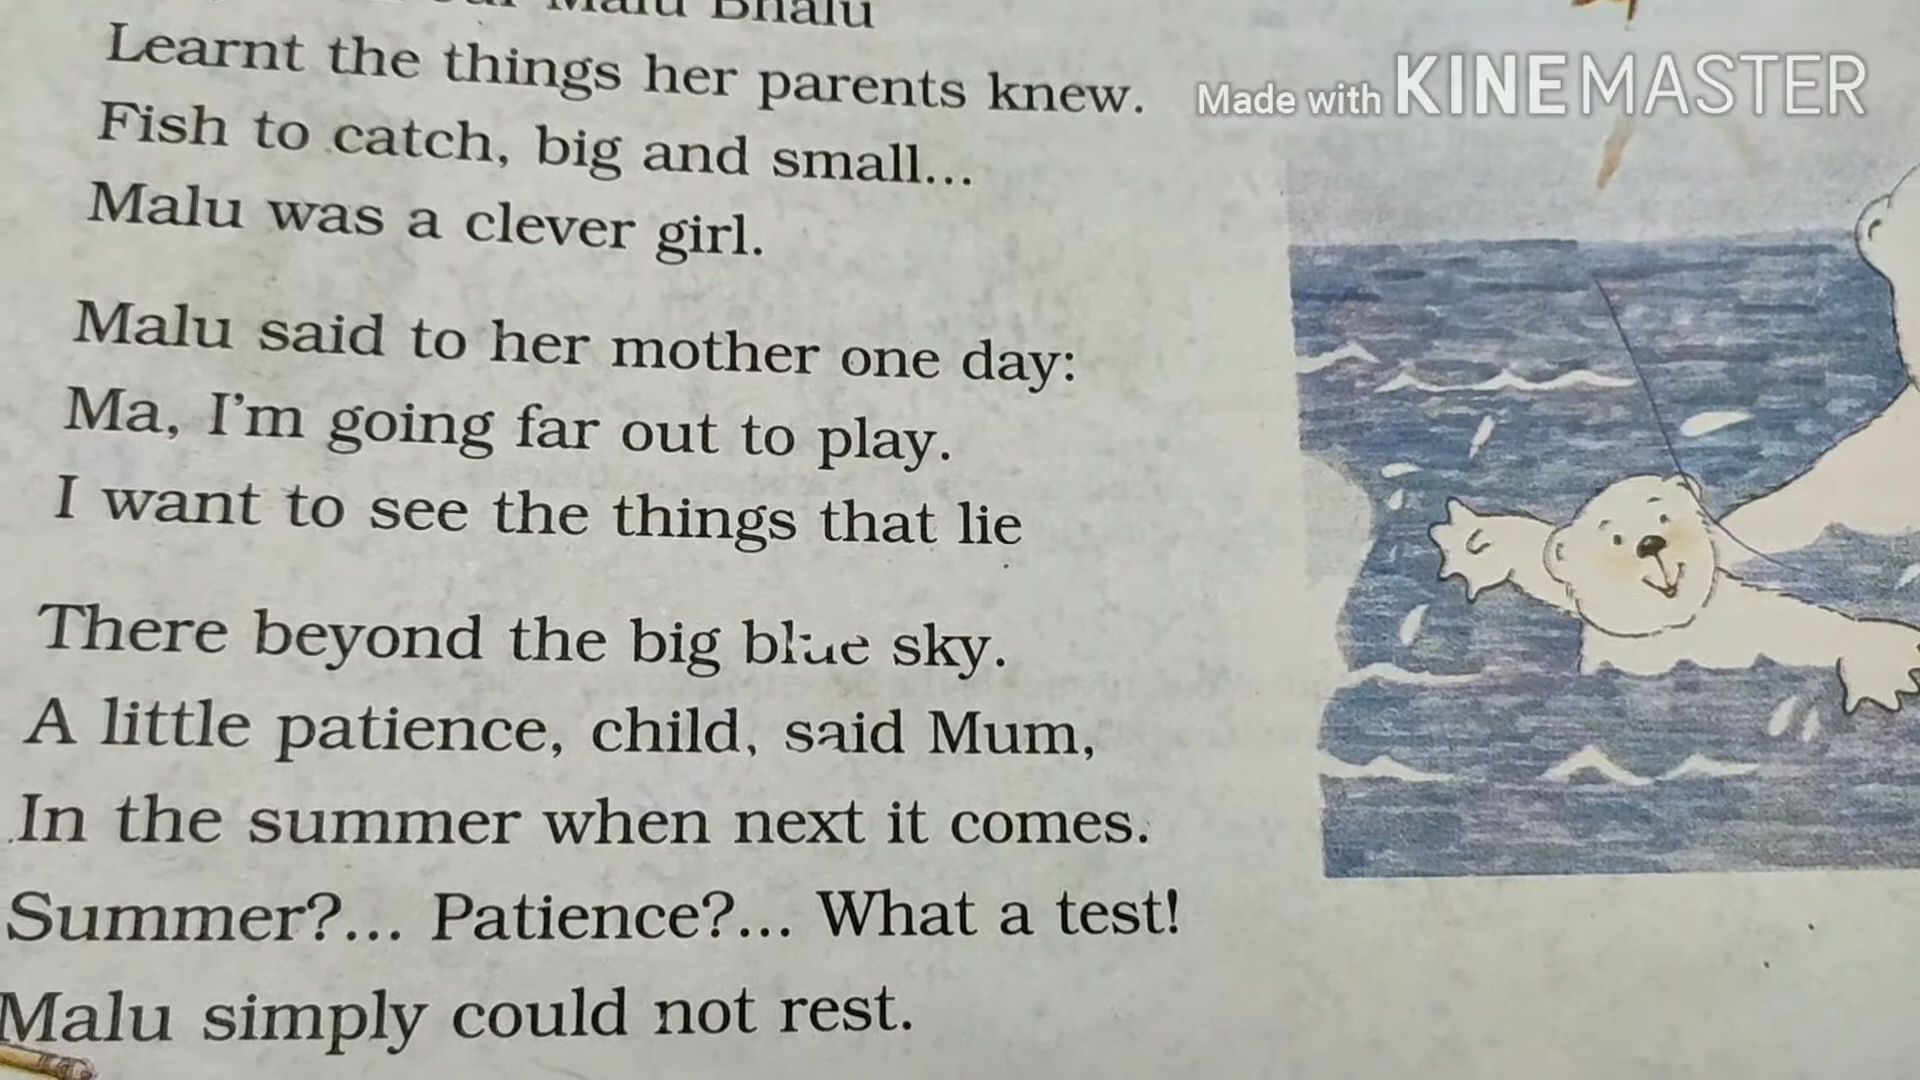 Malu Bhalu
Learnt the things her parents knew.
Fish to catch, big and small...
Malu was a clever girl.
Malu said to her mother one day:
Ma, I'm going far out to play.
I want to see the things that lie
There beyond the big blue sky.
A little patience, child, said Mum,
In the summer when next it comes.
Summer?... Patience?... What a test!
Malu simply could not rest.
Made with KINEMASTER